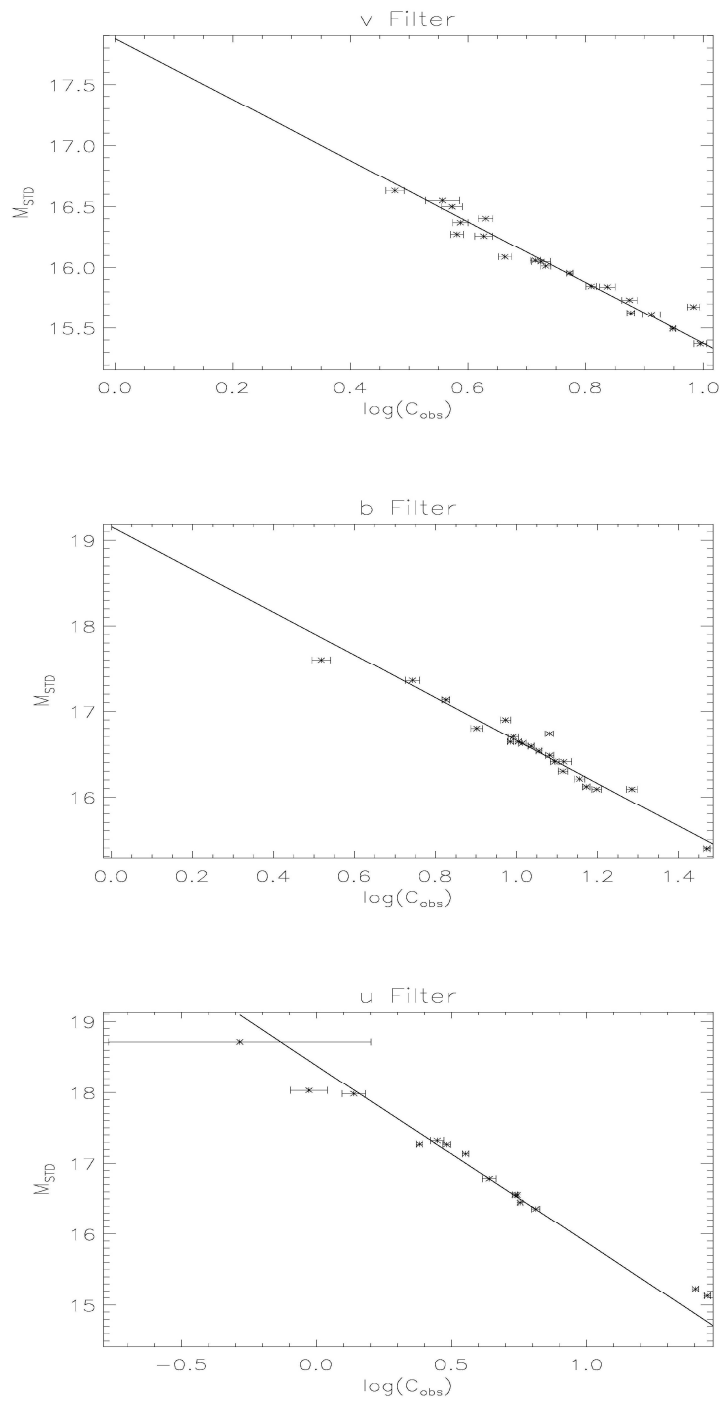 v Filter
17.5
17.0
16.5
16.0
15.5
M_STD
0.0 0.2 0.4 0.6 0.8 1.0
log(C_obs)
b Filter
19
18
17
16
M_STD
0.0 0.2 0.4 0.6 0.8 1.0 1.2 1.4
log(C_obs)
u Filter
19
18
17
16
15
M_STD
−0.5 0.0 0.5 1.0
log(C_obs)